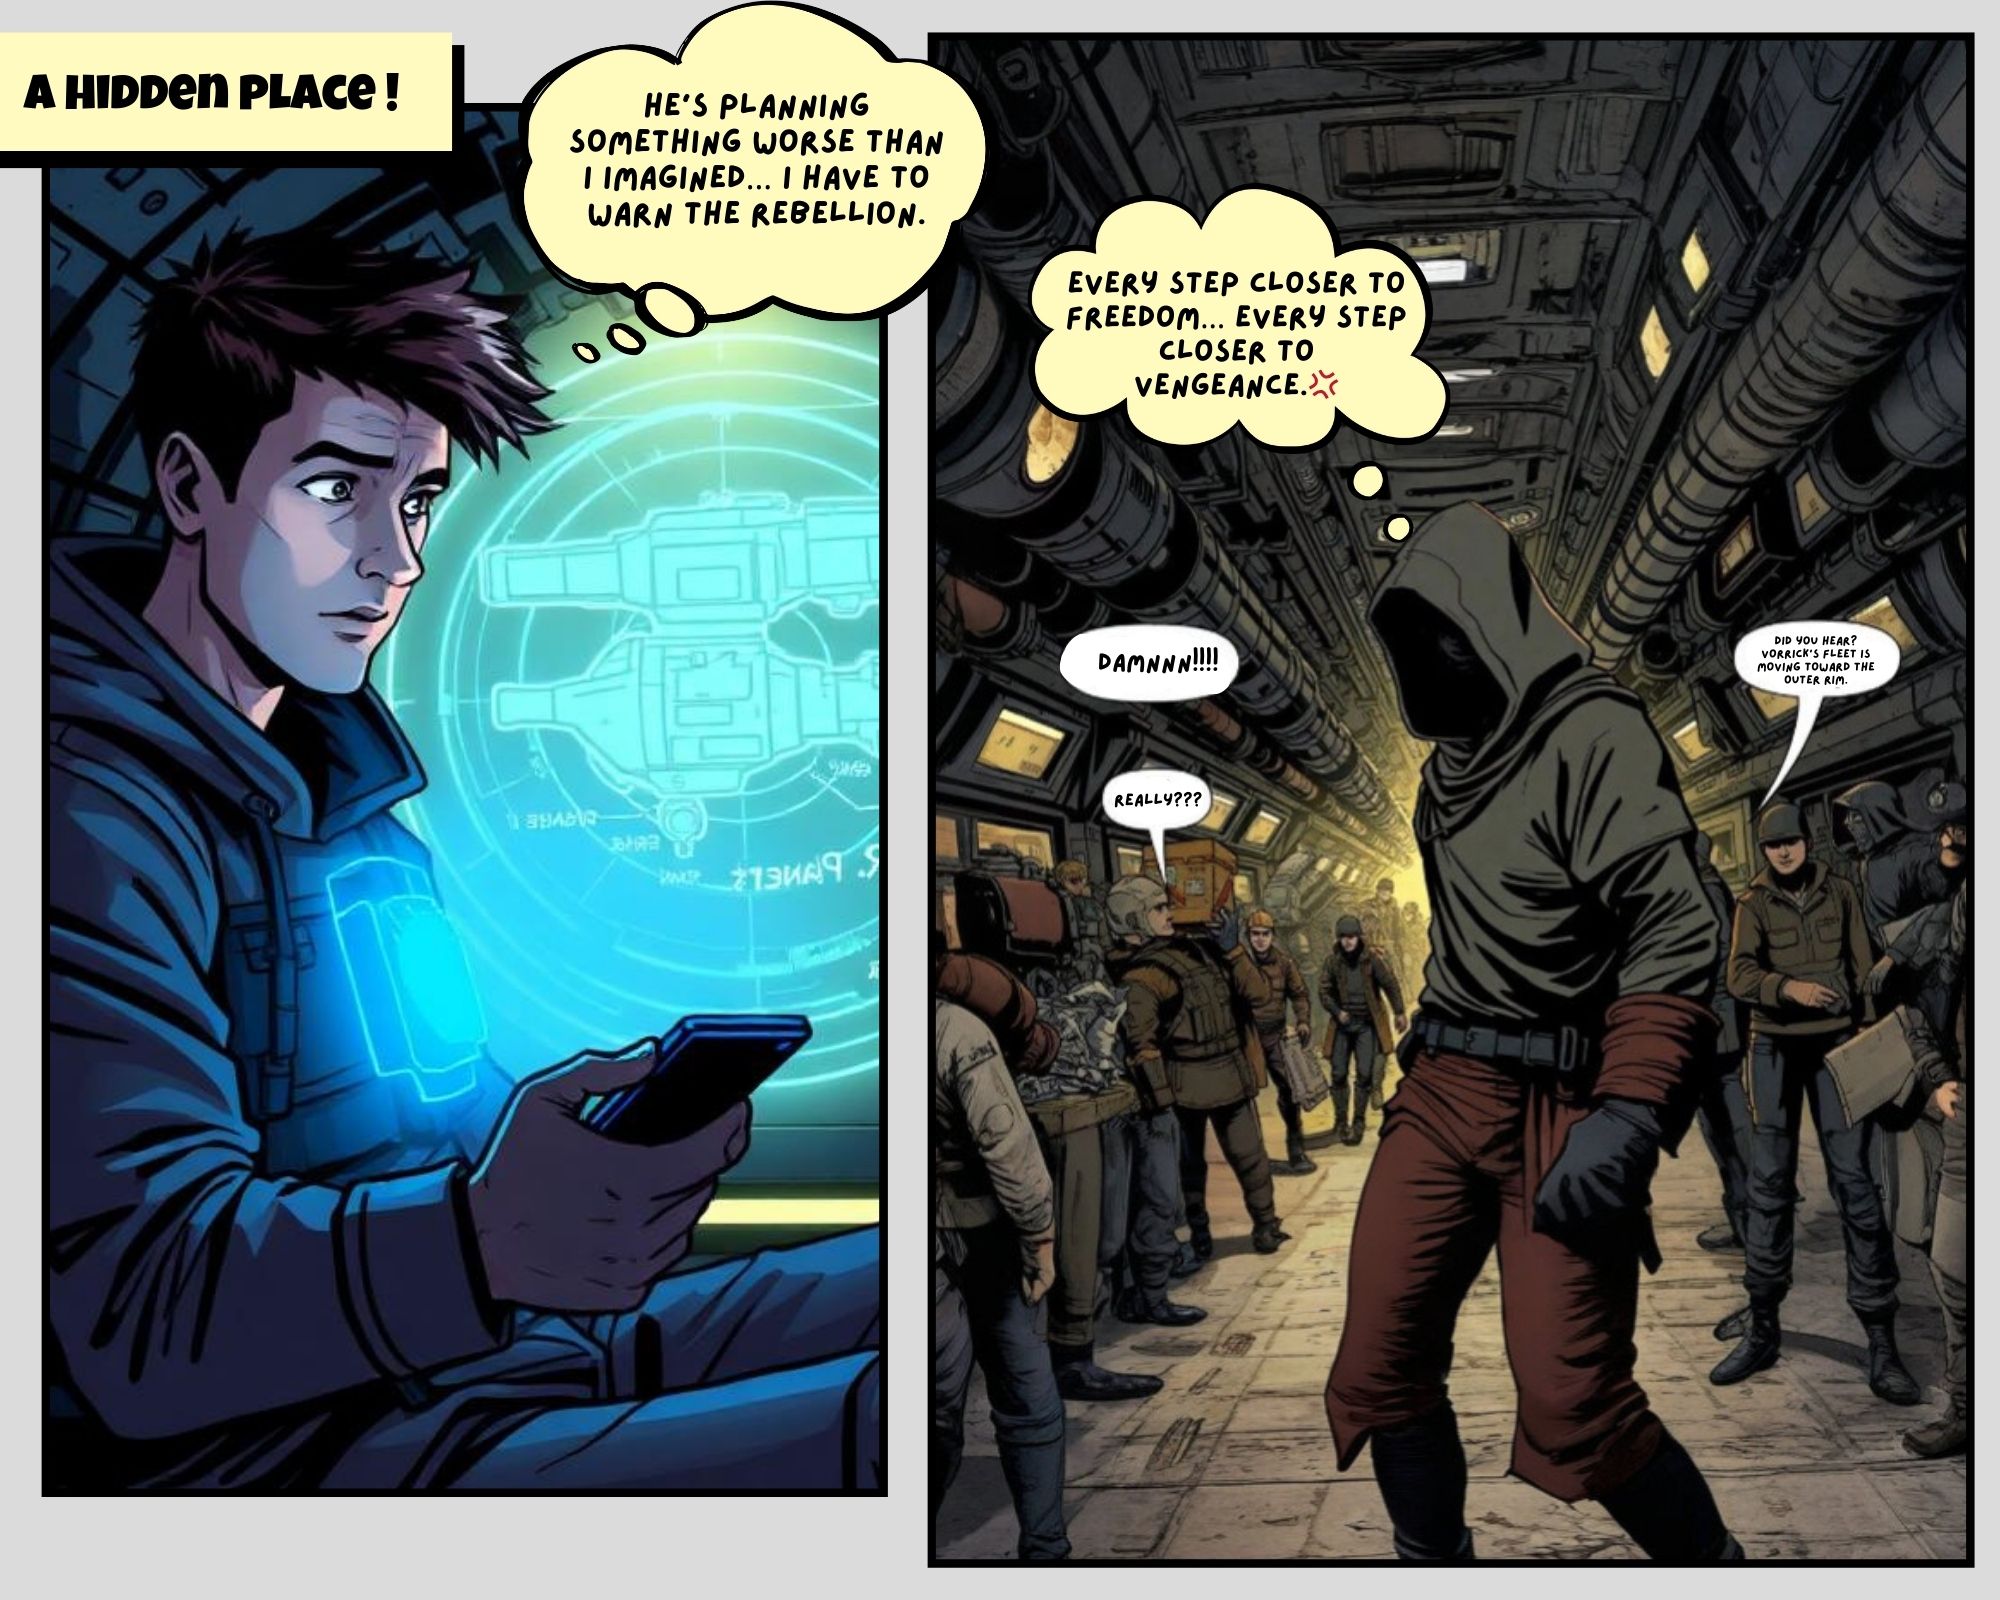 A HIDDEN PLACE !
HE'S PLANNING
SOMETHING WORSE THAN
I IMAGINED... I HAVE TO
WARN THE REBELLION.
R. PLANETS
EVERY STEP CLOSER TO
FREEDOM... EVERY STEP
CLOSER TO
VENGEANCE.💢
DAMNNN!!!!
REALLY???
DID YOU HEAR?
VORRICK'S FLEET IS
MOVING TOWARD THE
OUTER RIM.